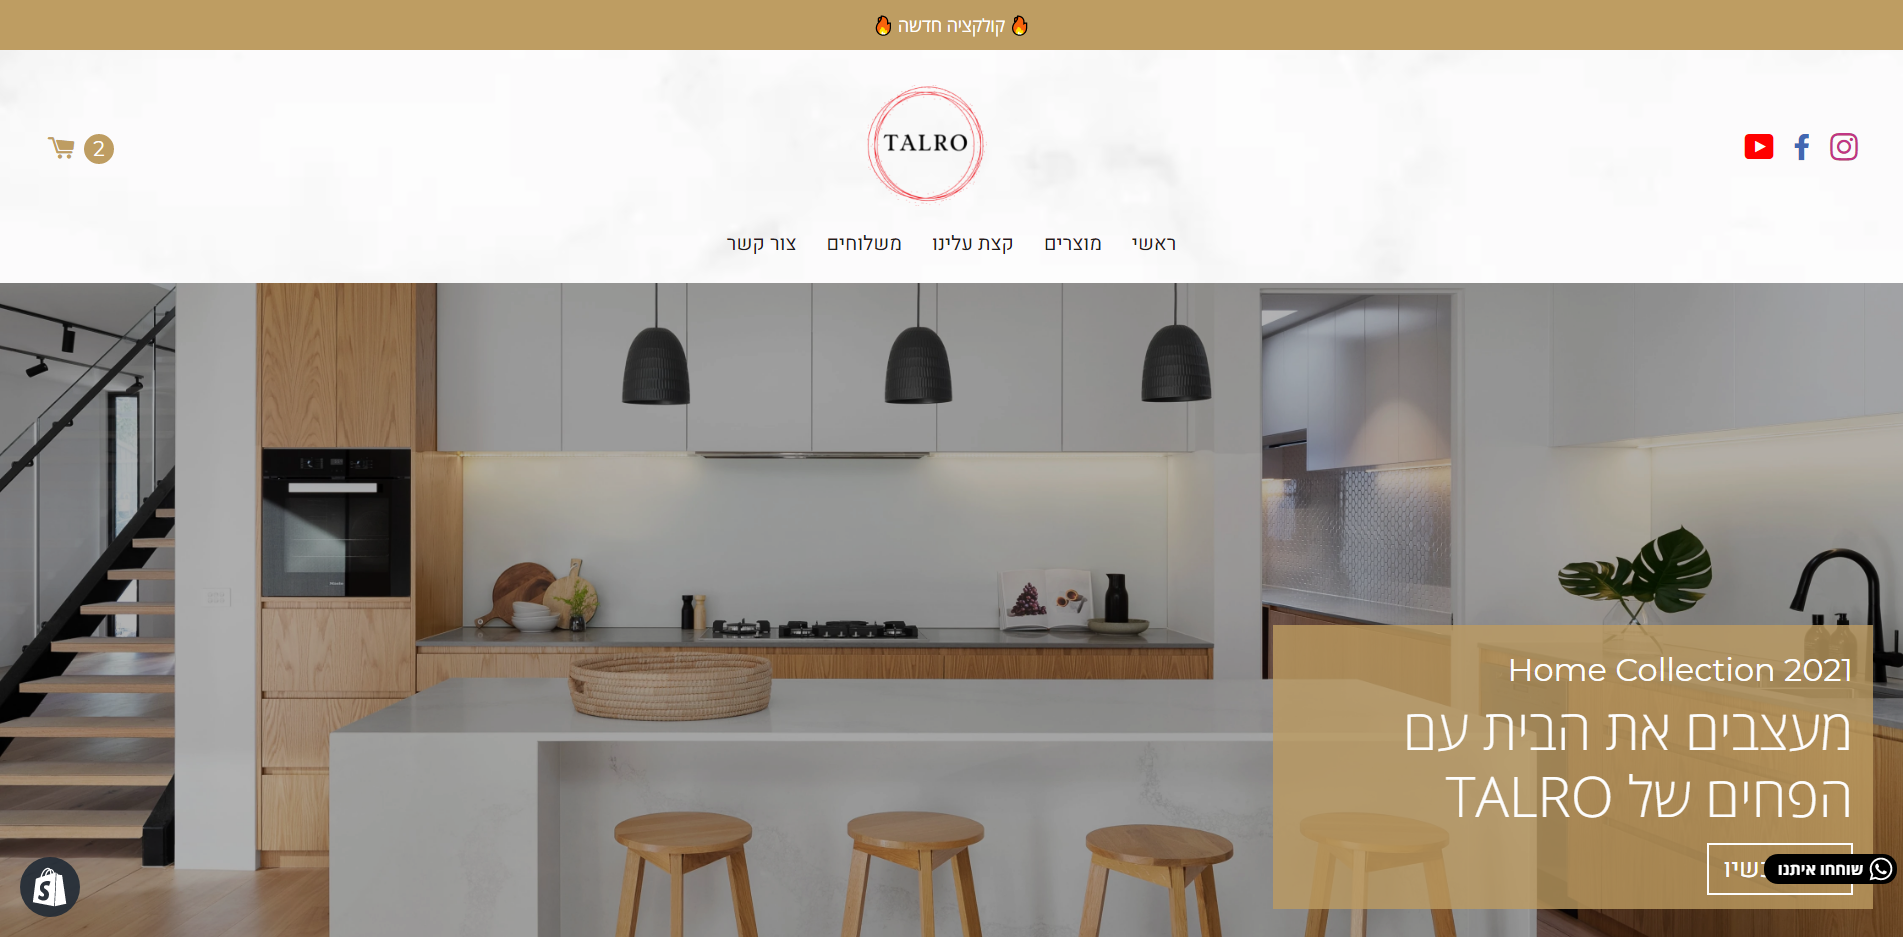 🔥 קולקציה חדשה 🔥
TALRO
2
ראשי מוצרים קצת עלינו משלוחים צור קשר
Home Collection 2021
מעצבים את הבית עם
הפחים של TALRO
שוחחו איתנו